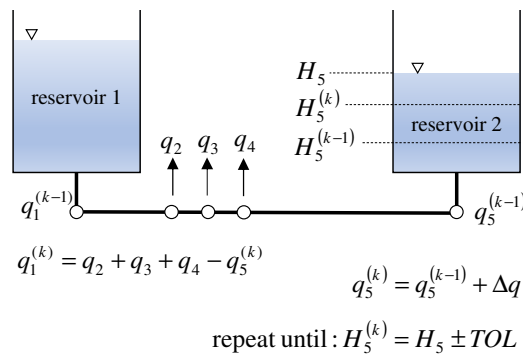 reservoir 1
H_5
H_5^{(k)}
H_5^{(k-1)}
reservoir 2
q_2 q_3 q_4
q_1^{(k-1)}
q_5^{(k-1)}
q_1^{(k)} = q_2 + q_3 + q_4 − q_5^{(k)}
q_5^{(k)} = q_5^{(k-1)} + Δq
repeat until : H_5^{(k)} = H_5 ± TOL